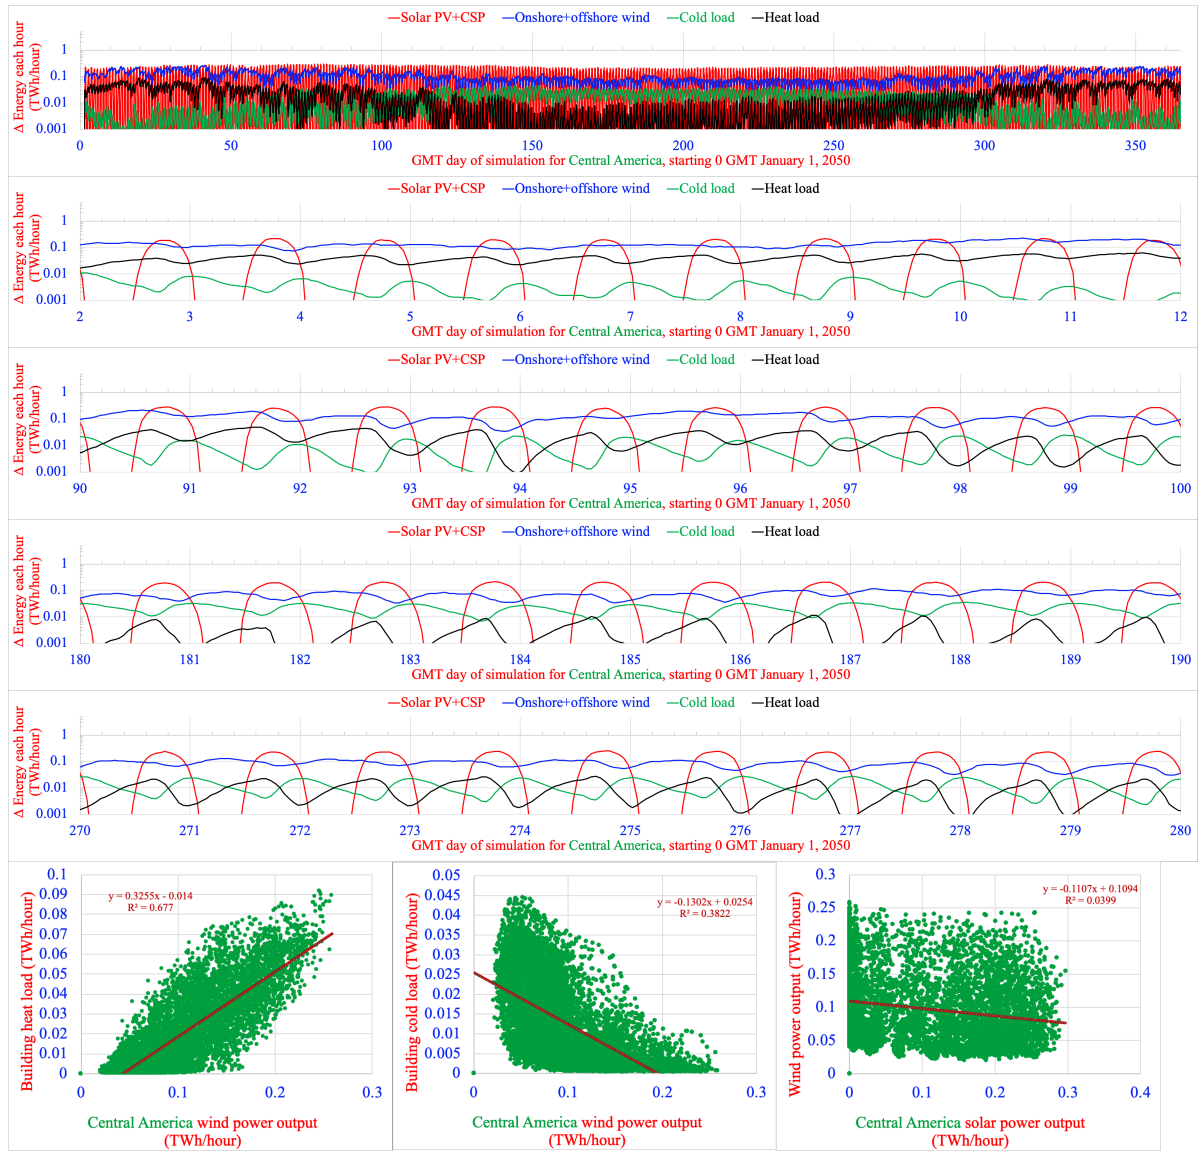 Solar PV+CSP Onshore+offshore wind Cold load Heat load
Δ Energy each hour
(TWh/hour)
1
0.1
0.01
0.001
0 50 100 150 200 250 300 350
GMT day of simulation for Central America, starting 0 GMT January 1, 2050
Solar PV+CSP Onshore+offshore wind Cold load Heat load
Δ Energy each hour
(TWh/hour)
1
0.1
0.01
0.001
2 3 4 5 6 7 8 9 10 11 12
GMT day of simulation for Central America, starting 0 GMT January 1, 2050
Solar PV+CSP Onshore+offshore wind Cold load Heat load
Δ Energy each hour
(TWh/hour)
1
0.1
0.01
0.001
90 91 92 93 94 95 96 97 98 99 100
GMT day of simulation for Central America, starting 0 GMT January 1, 2050
Solar PV+CSP Onshore+offshore wind Cold load Heat load
Δ Energy each hour
(TWh/hour)
1
0.1
0.01
0.001
180 181 182 183 184 185 186 187 188 189 190
GMT day of simulation for Central America, starting 0 GMT January 1, 2050
Solar PV+CSP Onshore+offshore wind Cold load Heat load
Δ Energy each hour
(TWh/hour)
1
0.1
0.01
0.001
270 271 272 273 274 275 276 277 278 279 280
GMT day of simulation for Central America, starting 0 GMT January 1, 2050
Building heat load (TWh/hour)
0.1
0.09
0.08
0.07
0.06
0.05
0.04
0.03
0.02
0.01
0
y = 0.3255x - 0.014
R² = 0.677
0 0.1 0.2 0.3
Central America wind power output
(TWh/hour)
Building cold load (TWh/hour)
0.05
0.045
0.04
0.035
0.03
0.025
0.02
0.015
0.01
0.005
0
y = -0.1302x + 0.0254
R² = 0.3822
0 0.1 0.2 0.3
Central America wind power output
(TWh/hour)
Wind power output (TWh/hour)
0.3
0.25
0.2
0.15
0.1
0.05
0
y = -0.1107x + 0.1094
R² = 0.0399
0 0.1 0.2 0.3 0.4
Central America solar power output
(TWh/hour)